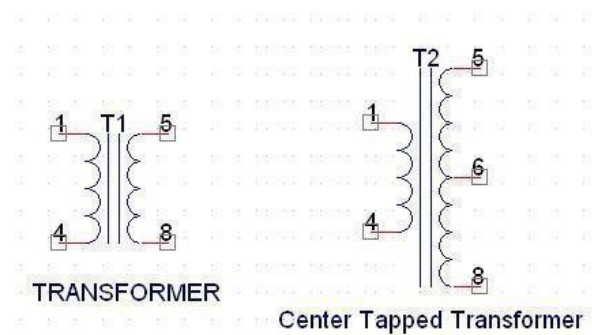 T2 5
1 T1 5
1
6
4 8
4
8
TRANSFORMER
Center Tapped Transformer